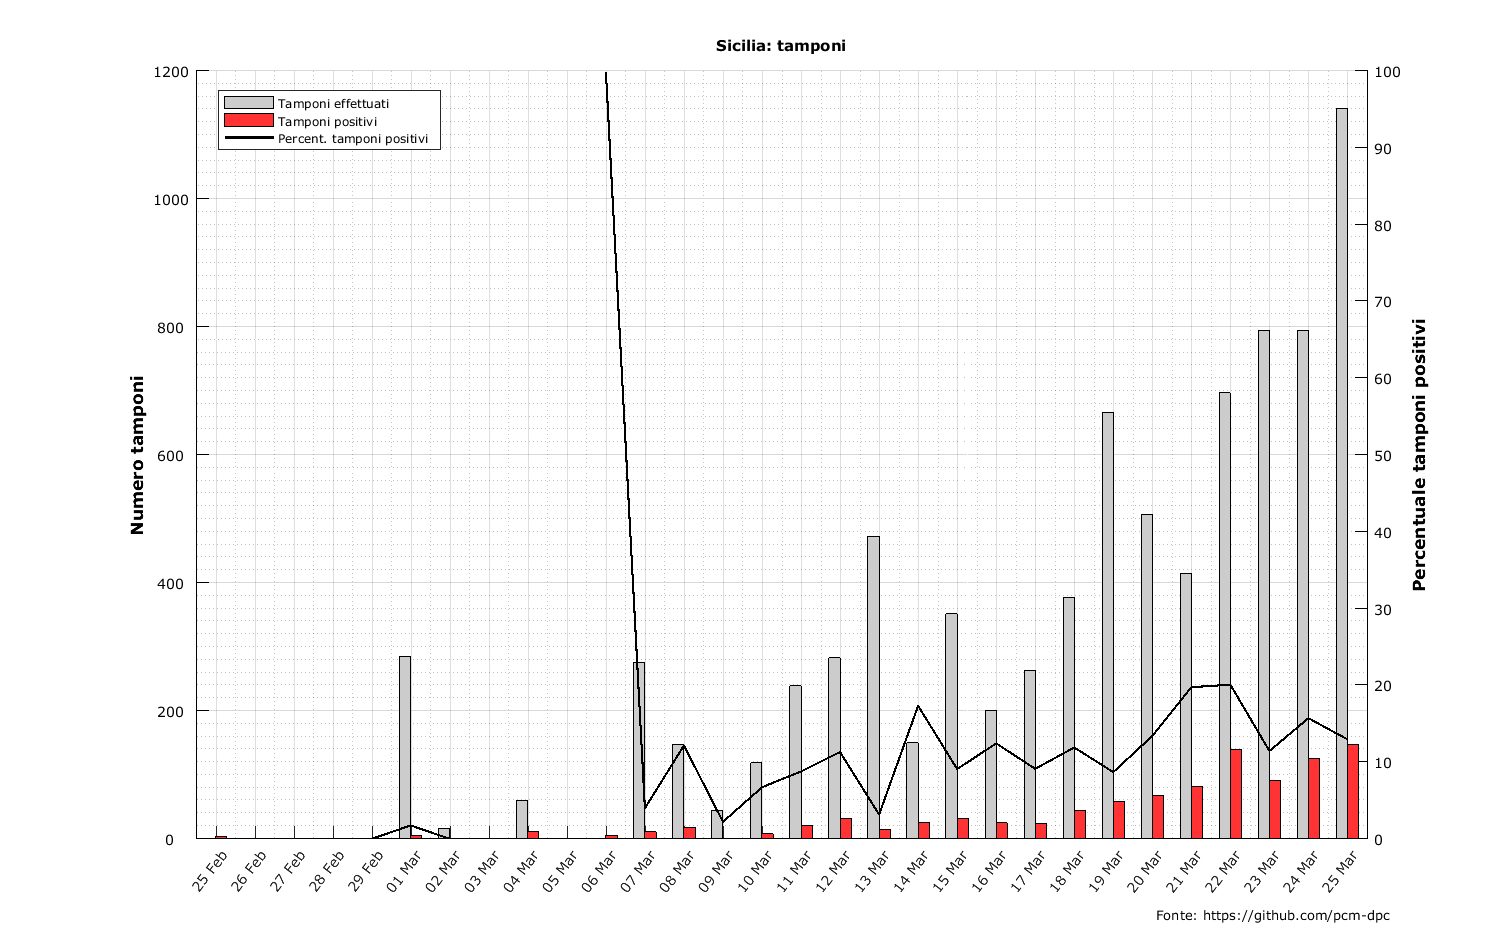 Sicilia: tamponi
Tamponi effettuati
Tamponi positivi
Percent. tamponi positivi
Numero tamponi
1200
1000
800
600
400
200
0
Percentuale tamponi positivi
100
90
80
70
60
50
40
30
20
10
0
25 Feb
26 Feb
27 Feb
28 Feb
29 Feb
01 Mar
02 Mar
03 Mar
04 Mar
05 Mar
06 Mar
07 Mar
08 Mar
09 Mar
10 Mar
11 Mar
12 Mar
13 Mar
14 Mar
15 Mar
16 Mar
17 Mar
18 Mar
19 Mar
20 Mar
21 Mar
22 Mar
23 Mar
24 Mar
25 Mar
Fonte: https://github.com/pcm-dpc